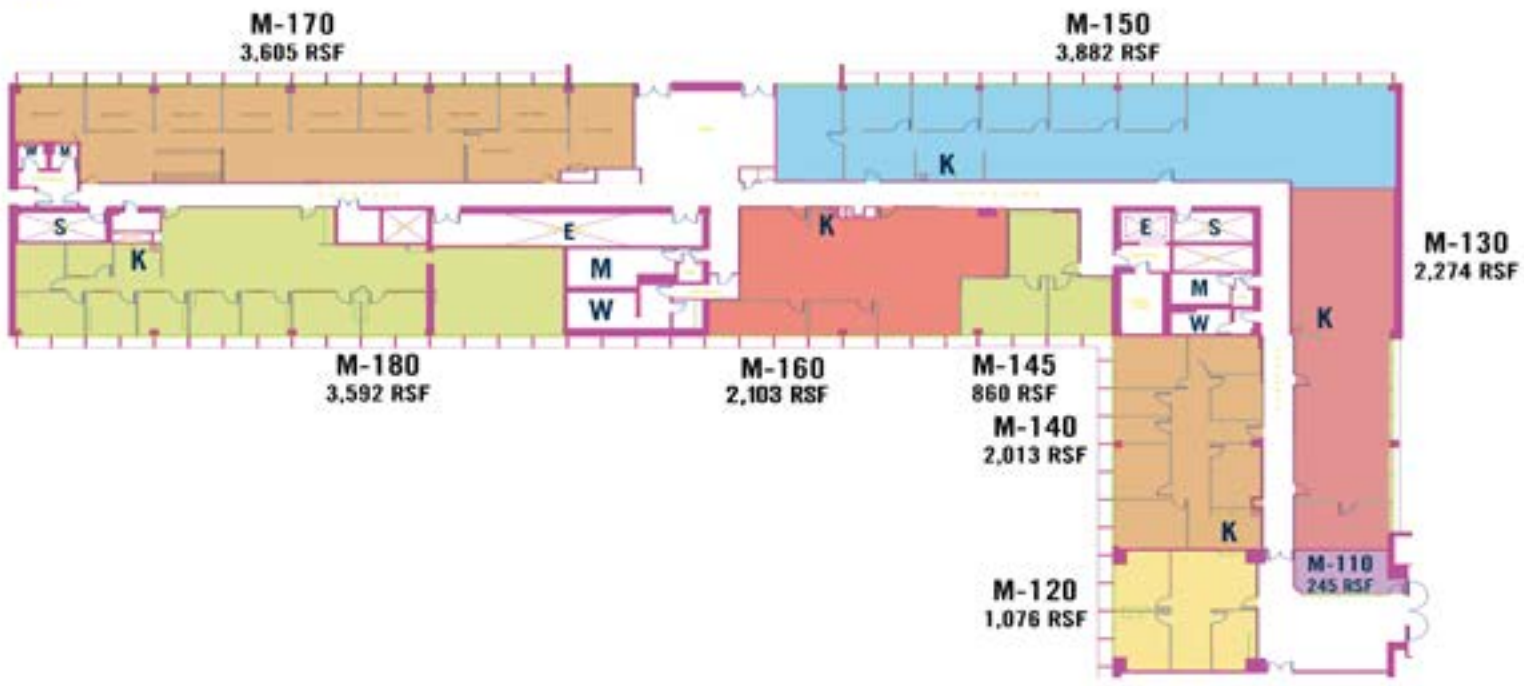 M-170
3,605 RSF
M-150
3,882 RSF
W M
K
S
K
E
M
W
K
E
S
M
W
M-130
2,274 RSF
K
M-180
3,592 RSF
M-160
2,103 RSF
M-145
860 RSF
M-140
2,013 RSF
K
M-120
1,076 RSF
M-110
245 RSF